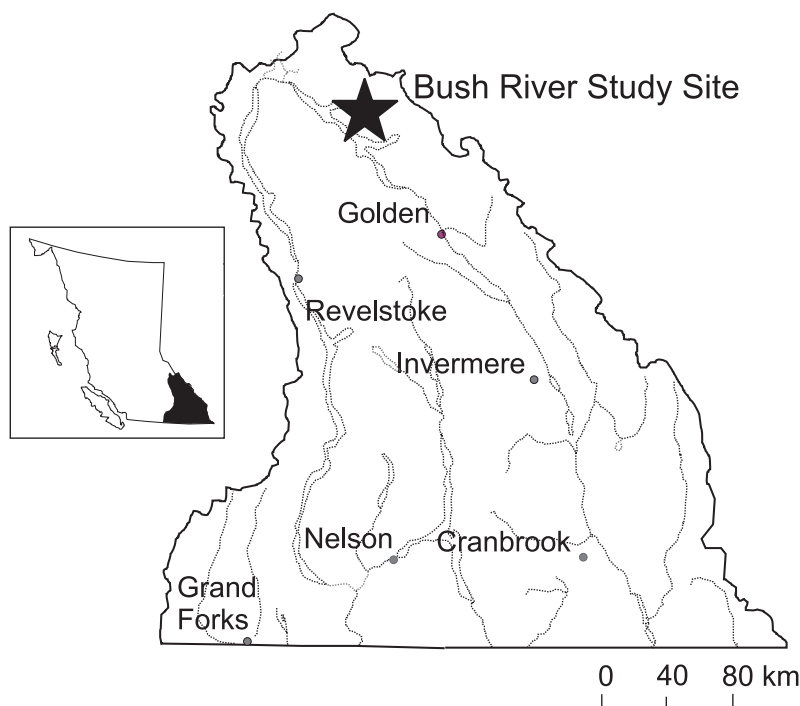 Bush River Study Site
Golden
Revelstoke
Invermere
Nelson
Cranbrook
Grand
Forks
0 40 80 km